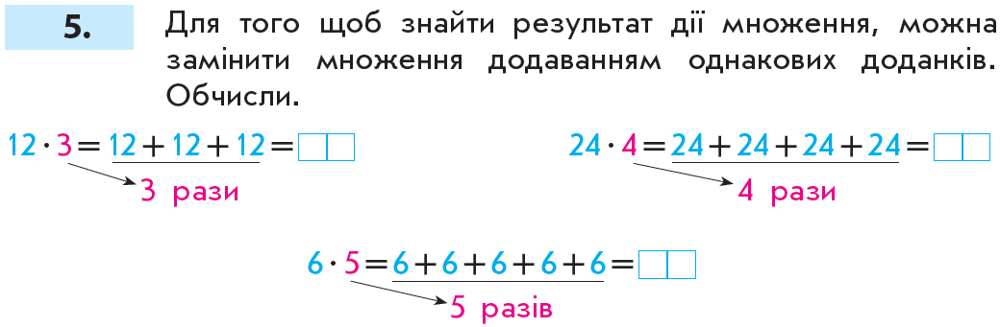 5. Для того щоб знайти результат дії множення, можна
замінити множення додаванням однакових доданків.
Обчисли.
12 · 3 = 12 + 12 + 12 =
3 рази
24 · 4 = 24 + 24 + 24 + 24 =
4 рази
6 · 5 = 6 + 6 + 6 + 6 + 6 =
5 разів